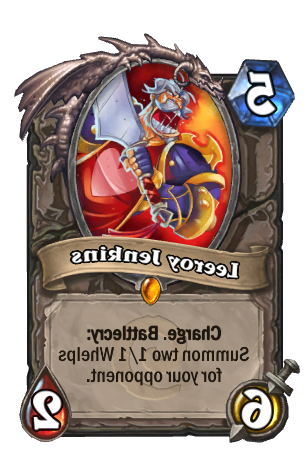 5
Leeroy Jenkins
Charge. Battlecry:
Summon two 1/1 Whelps
for your opponent.
6
2